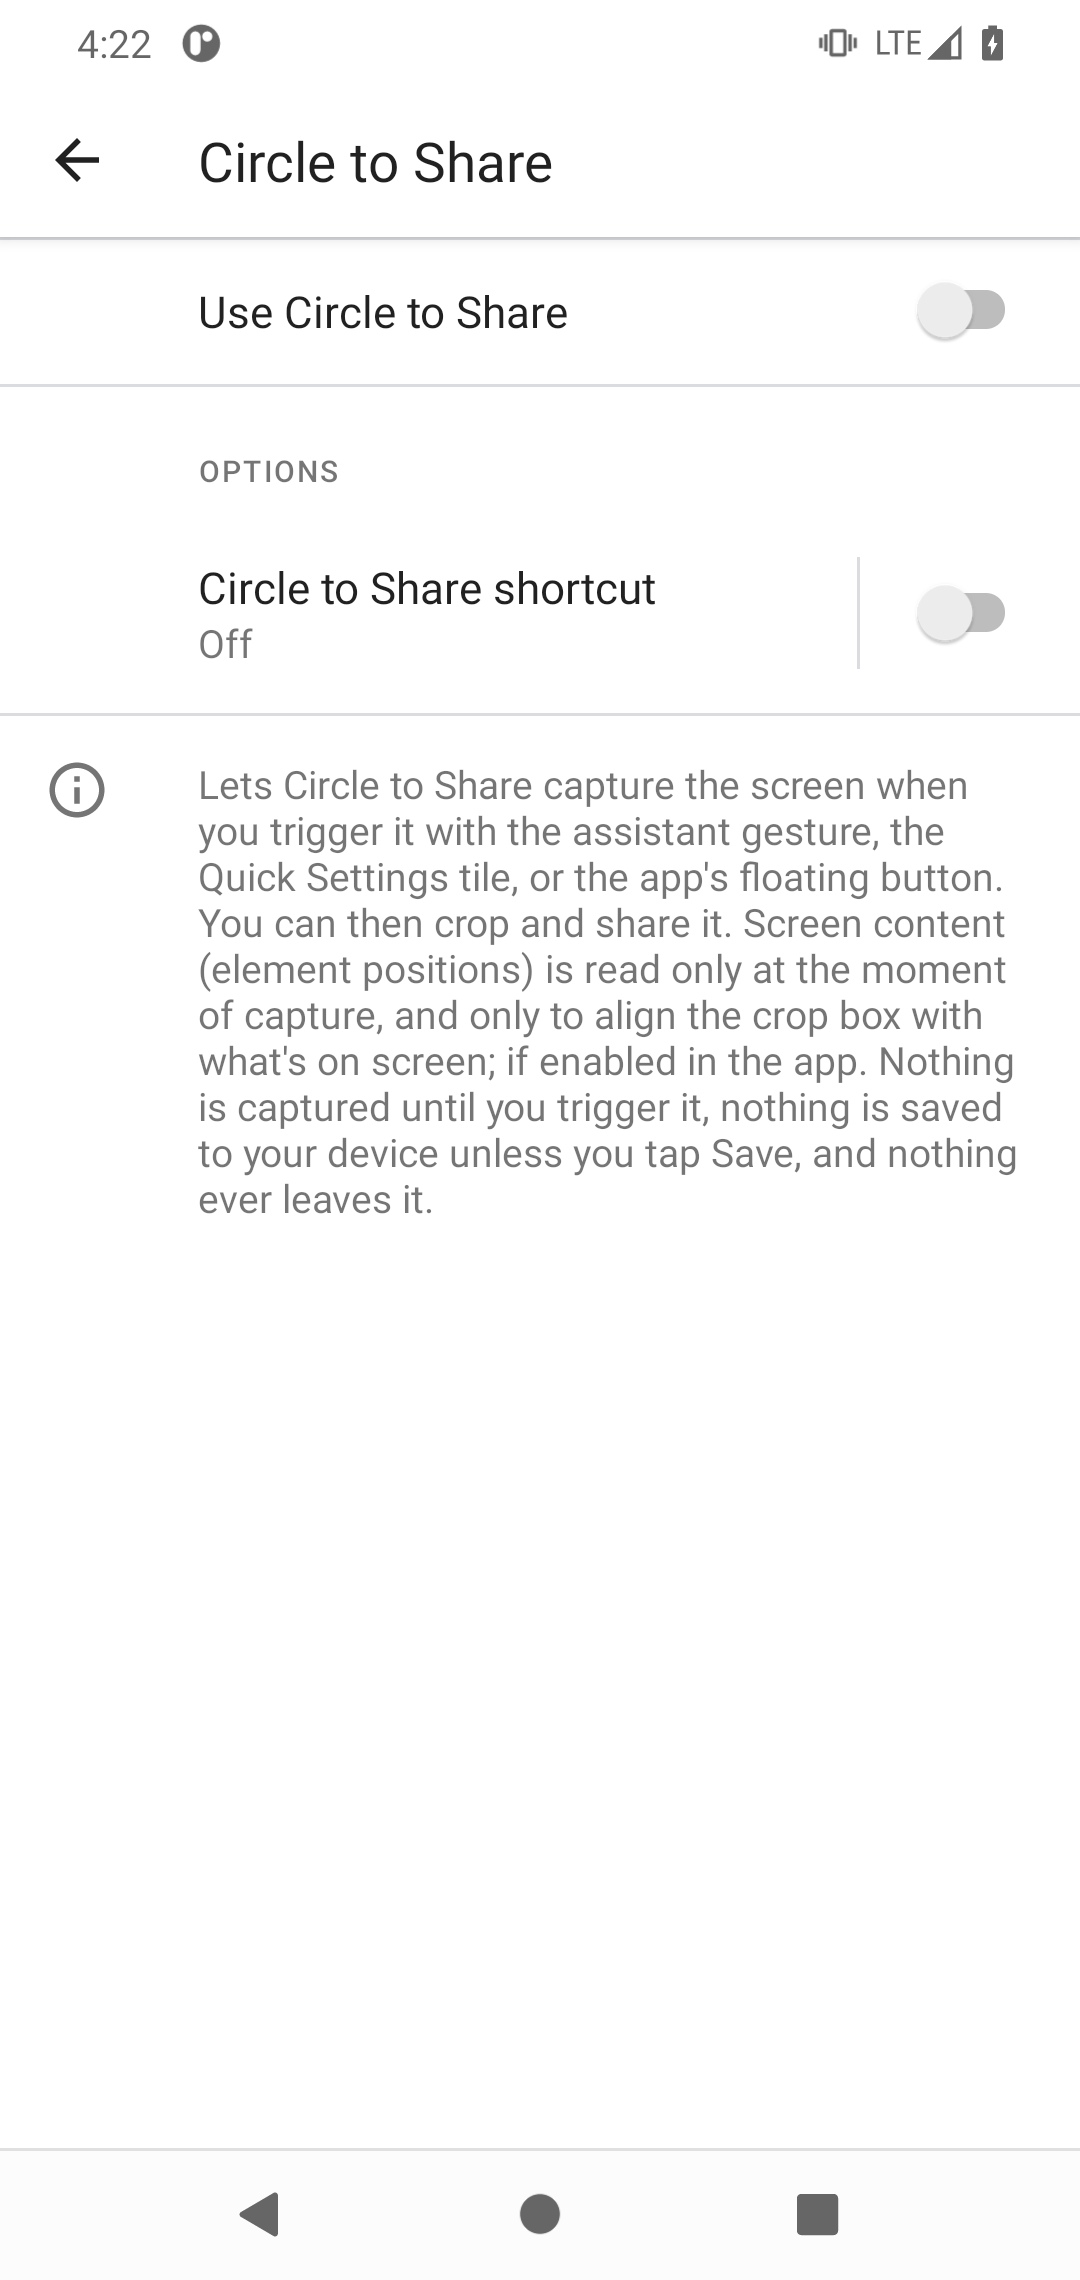 4:22
LTE
Circle to Share
Use Circle to Share
OPTIONS
Circle to Share shortcut
Off
Lets Circle to Share capture the screen when
you trigger it with the assistant gesture, the
Quick Settings tile, or the app's floating button.
You can then crop and share it. Screen content
(element positions) is read only at the moment
of capture, and only to align the crop box with
what's on screen; if enabled in the app. Nothing
is captured until you trigger it, nothing is saved
to your device unless you tap Save, and nothing
ever leaves it.